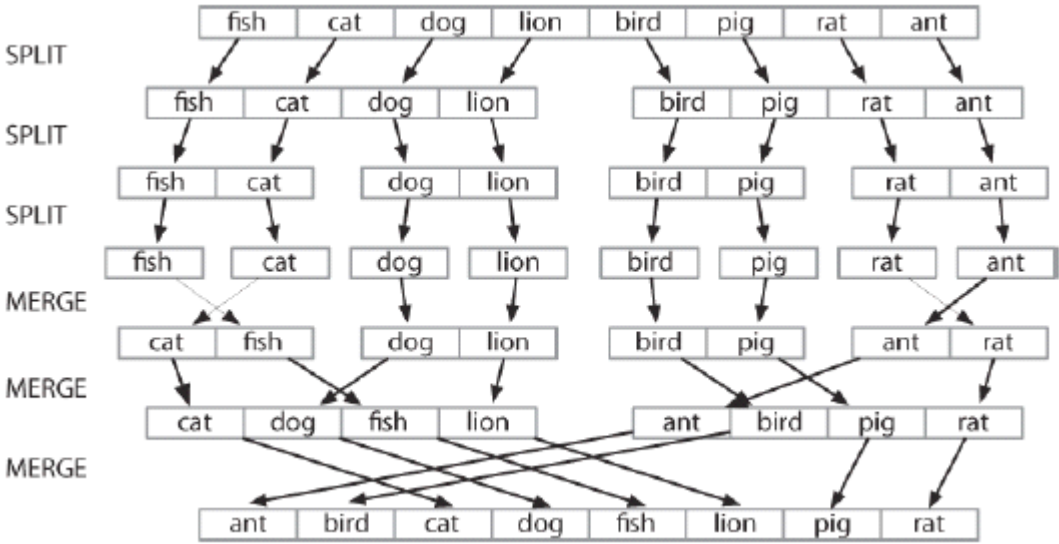 fish cat dog lion bird pig rat ant
SPLIT
fish cat dog lion bird pig rat ant
SPLIT
fish cat dog lion bird pig rat ant
SPLIT
fish cat dog lion bird pig rat ant
MERGE
cat fish dog lion bird pig ant rat
MERGE
cat dog fish lion ant bird pig rat
MERGE
ant bird cat dog fish lion pig rat